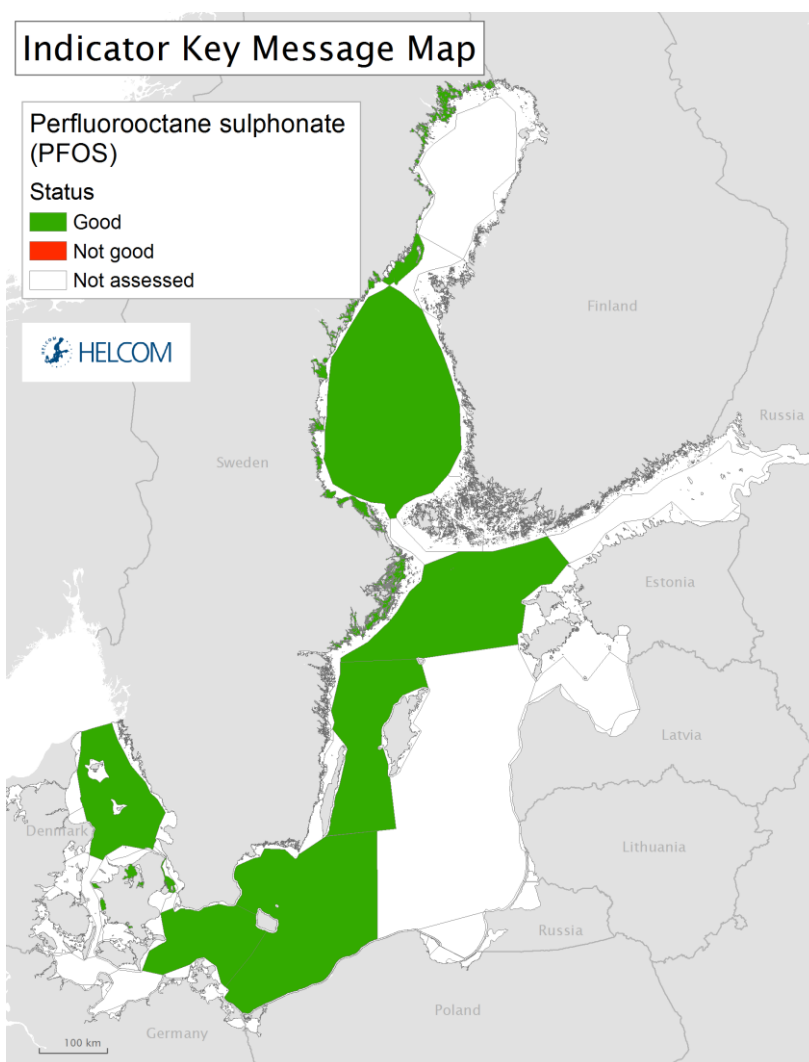 Indicator Key Message Map
Perfluorooctane sulphonate
(PFOS)
Status
Good
Not good
Not assessed
HELCOM
HELCOM
Finland
Russia
Sweden
Estonia
Latvia
Denmark
Lithuania
Russia
Poland
Germany
100 km